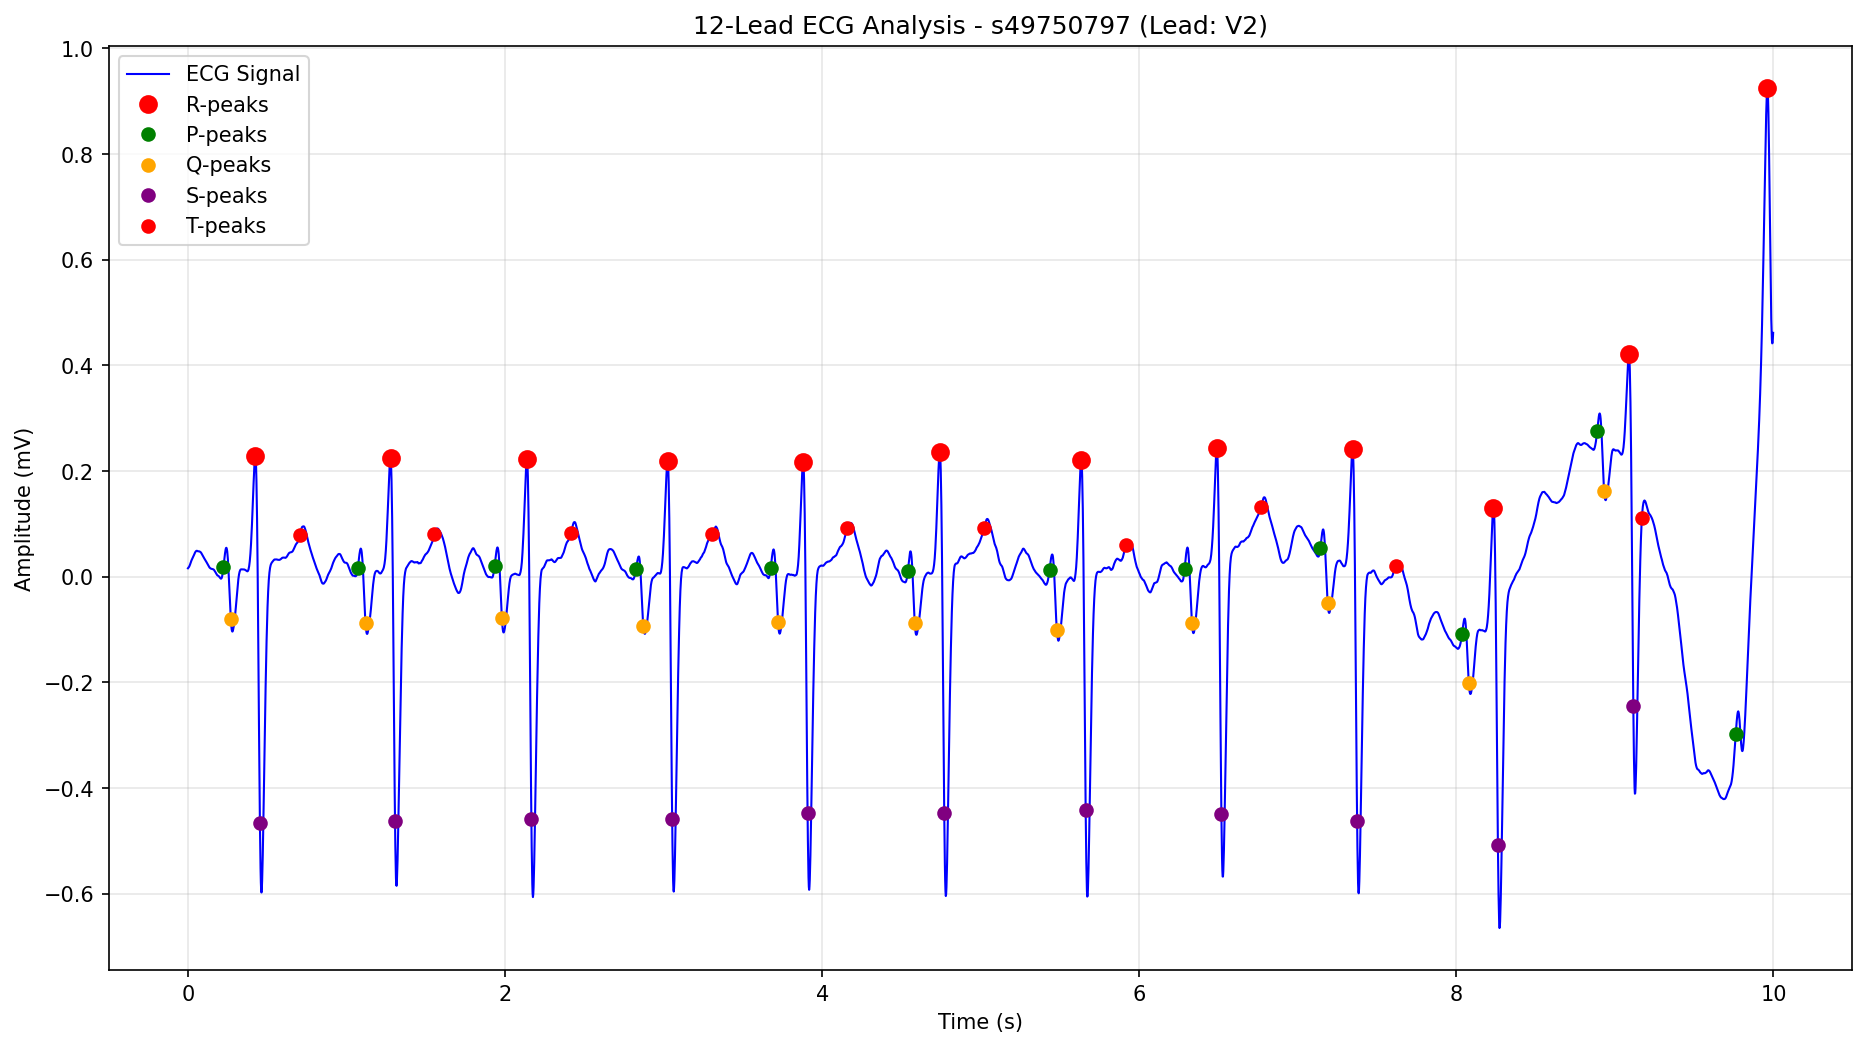 12-Lead ECG Analysis - s49750797 (Lead: V2)
ECG Signal
R-peaks
P-peaks
Q-peaks
S-peaks
T-peaks
Amplitude (mV)
1.0
0.8
0.6
0.4
0.2
0.0
−0.2
−0.4
−0.6
0 2 4 6 8 10
Time (s)